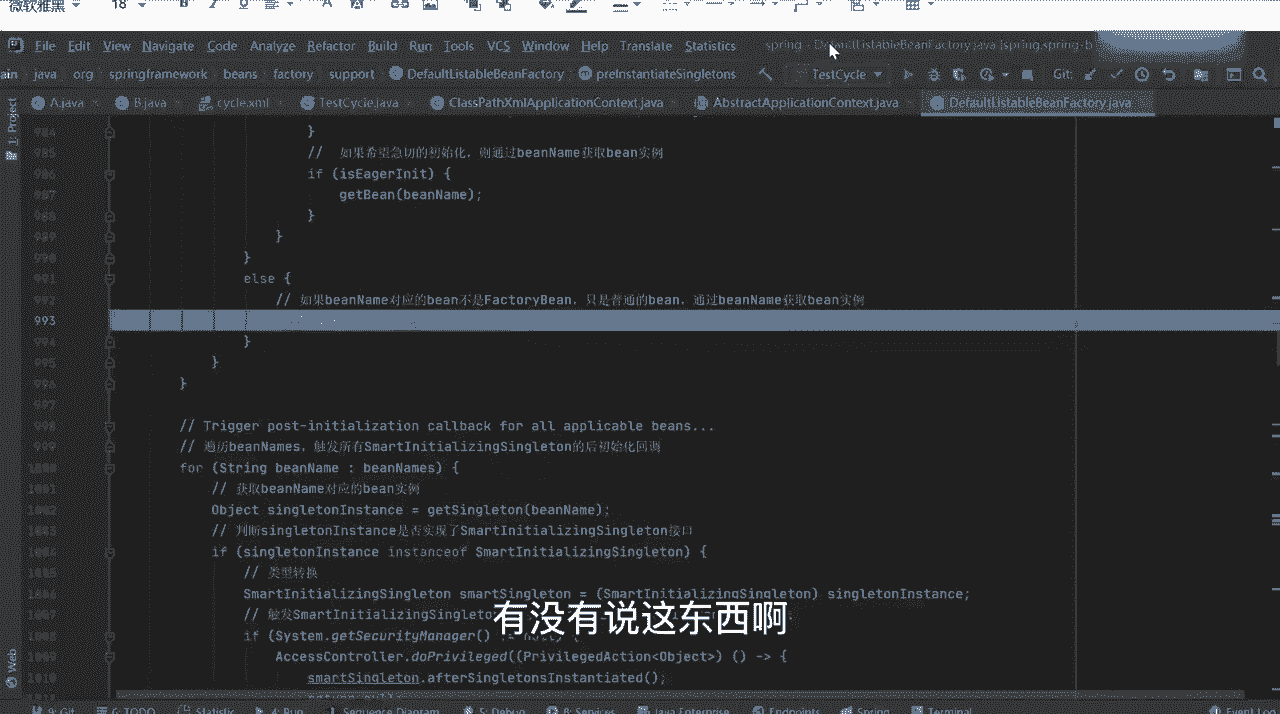 微软雅黑 18
File Edit View Navigate Code Analyze Refactor Build Run Tools VCS Window Help Translate Statistics spring - DefaultListableBeanFactory.java [spring.spring-b
ain java org springframework beans factory support DefaultListableBeanFactory preInstantiateSingletons TestCycle Git:
A.java B.java cycle.xml TestCycle.java ClassPathXmlApplicationContext.java AbstractApplicationContext.java DefaultListableBeanFactory.java
1: Project
984 }
985 // 如果希望急切的初始化，则通过beanName获取bean实例
986 if (isEagerInit) {
987 getBean(beanName);
988 }
989 }
990 }
991 else {
992 // 如果beanName对应的bean不是FactoryBean，只是普通的bean，通过beanName获取bean实例
993
994 }
995 }
996 }
997
998 // Trigger post-initialization callback for all applicable beans...
999 // 遍历beanNames，触发所有SmartInitializingSingleton的后初始化回调
1000 for (String beanName : beanNames) {
1001 // 获取beanName对应的bean实例
1002 Object singletonInstance = getSingleton(beanName);
1003 // 判断singletonInstance是否实现了SmartInitializingSingleton接口
1004 if (singletonInstance instanceof SmartInitializingSingleton) {
1005 // 类型转换
1006 SmartInitializingSingleton smartSingleton = (SmartInitializingSingleton) singletonInstance;
1007 // 触发SmartInitializingSingleto
1008 if (System.getSecurityManager() != null) {
1009 AccessController.doPrivileged((PrivilegedAction<Object>) () -> {
1010 smartSingleton.afterSingletonsInstantiated();
有没有说这东西啊
Web
9: Git 6: TODO Statistic 4: Run Sequence Diagram 5: Debug 8: Services Java Enterprise Endpoints Spring Terminal Event Log